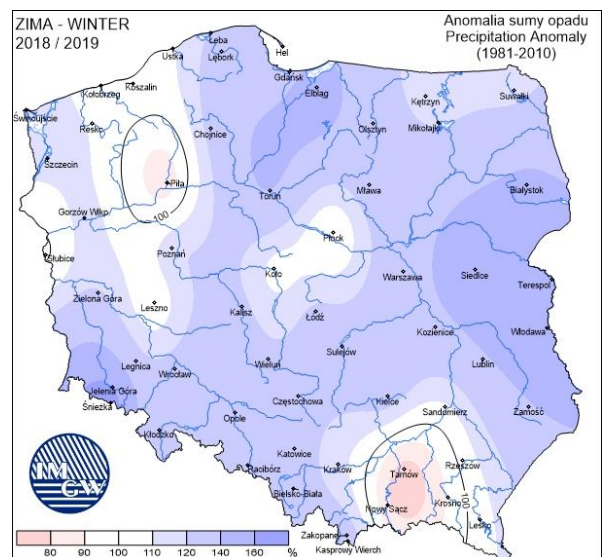 ZIMA - WINTER
2018 / 2019
Anomalia sumy opadu
Precipitation Anomaly
(1981-2010)
Łeba
Hel
Ustka
Lębork
Gdańsk
Koszalin
Kołobrzeg
Elbląg
Kętrzyn
Suwałki
Świnoujście
Resko
Chojnice
Olsztyn
Mikołajki
Szczecin
Piła
Toruń
Mława
Białystok
Gorzów Wlkp.
100
Płock
Słubice
Poznań
Koło
Warszawa
Siedlce
Terespol
Zielona Góra
Leszno
Kalisz
Łódź
Kozienice
Włodawa
Sulejów
Legnica
Wrocław
Wieluń
Lublin
Jelenia Góra
Śnieżka
Częstochowa
Kielce
Sandomierz
Zamość
Kłodzko
Opole
Katowice
Racibórz
Kraków
Tarnów
Rzeszów
Bielsko-Biała
Nowy Sącz
Krosno
100
Lesko
Zakopane
Kasprowy Wierch
IM
GW
80 90 100 110 120 140 160 %